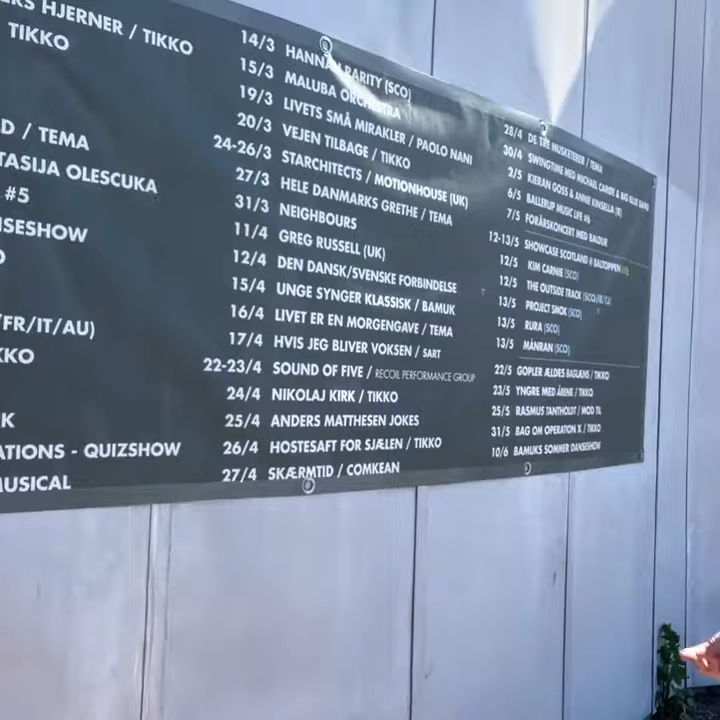 HJERNER / TIKKO
TIKKO
D / TEMA
TASIJA OLESCUKA
#5
SESHOW
FR/IT/AU)
KKO
K
ATIONS - QUIZSHOW
MUSICAL
14/3 HANNAH RARITY (SCO)
15/3 MALUBA ORCHESTRA
19/3 LIVETS SMÅ MIRAKLER / PAOLO NANI
20/3 VEJEN TILBAGE / TIKKO
24-26/3 STARCHITECTS / MOTIONHOUSE (UK)
27/3 HELE DANMARKS GRETHE / TEMA
31/3 NEIGHBOURS
11/4 GREG RUSSELL (UK)
12/4 DEN DANSK/SVENSKE FORBINDELSE
15/4 UNGE SYNGER KLASSISK / BAMUK
16/4 LIVET ER EN MORGENGAVE / TEMA
17/4 HVIS JEG BLIVER VOKSEN / SART
22-23/4 SOUND OF FIVE / RECOIL PERFORMANCE GROUP
24/4 NIKOLAJ KIRK / TIKKO
25/4 ANDERS MATTHESEN JOKES
26/4 HOSTESAFT FOR SJÆLEN / TIKKO
27/4 SKÆRMTID / COMKEAN
28/4 DE TRE MUSKETERER / TEMA
30/4 SWINGTIME MED MICHAEL CARØE & BIG BLUE BAND
2/5 KIERAN GOSS & ANNIE KINSELLA (IR)
6/5 BALLERUP MUSIC LIFE #6
7/5 FORÅRSKONCERT MED BALDUR
12-13/5 SHOWCASE SCOTLAND @ BALTOPPEN
12/5 KIM CARNIE (SCO)
12/5 THE OUTSIDE TRACK
13/5 PROJECT SMOK (SCO)
13/5 RURA (SCO)
13/5 MÀNRAN (SCO)
22/5 GOPLER ÆLDES BAGLÆNS / TIKKO
23/5 YNGRE MED ÅRENE / TIKKO
25/5 RASMUS TANTHOLDT / MOD TIL
31/5 BAG OM OPERATION X / TIKKO
10/6 BAMUKS SOMMER DANSESHOW